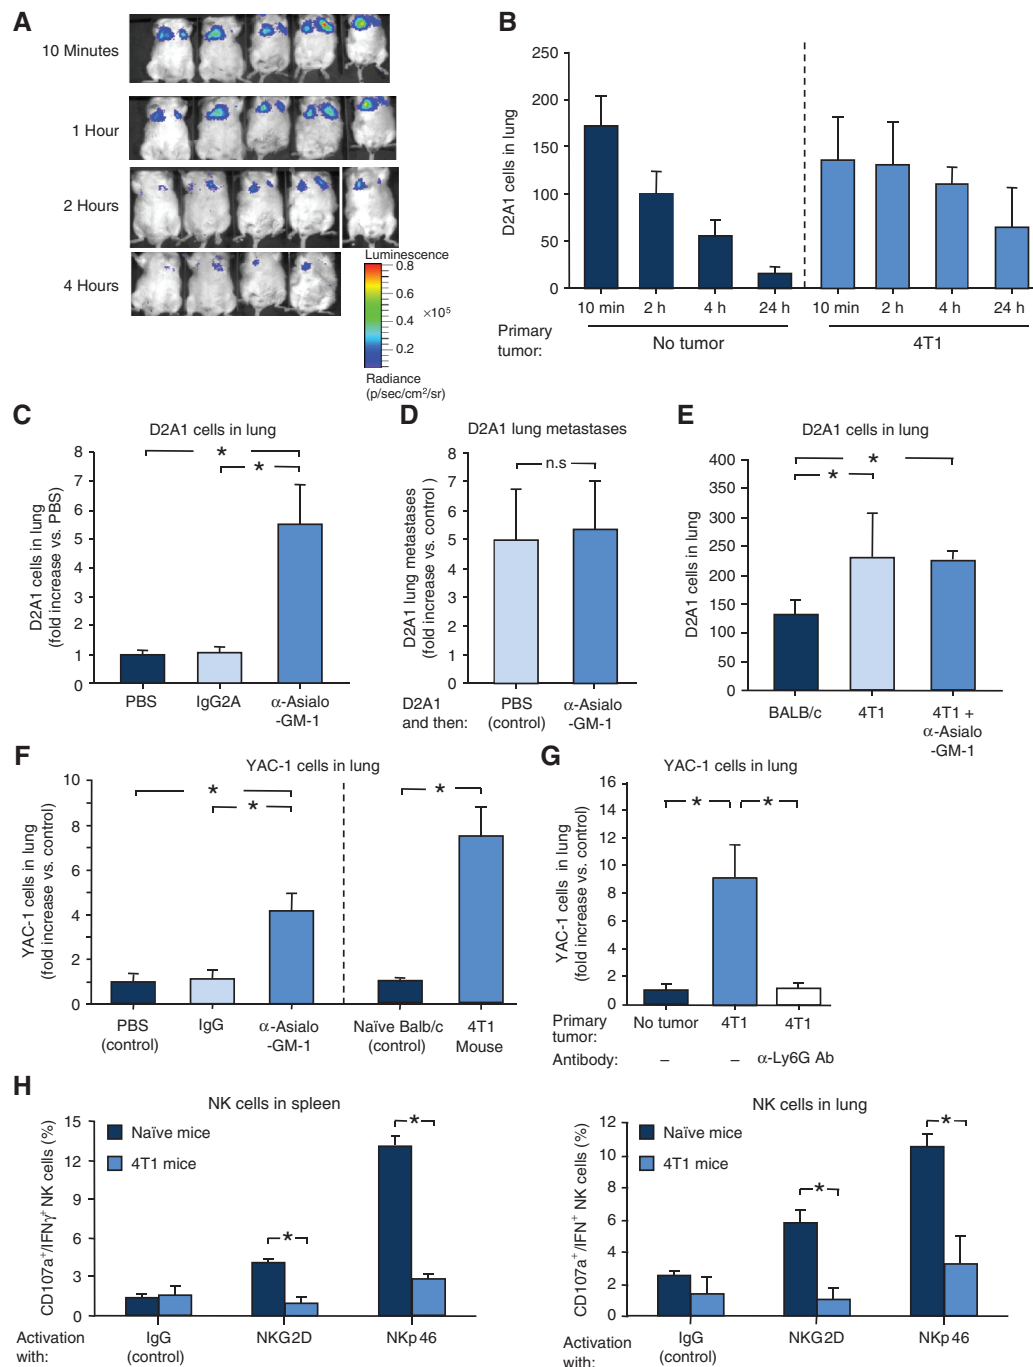 A
10 Minutes
1 Hour
2 Hours
4 Hours
Luminescence
0.8
0.6
0.4
0.2
×10⁵
Radiance
(p/sec/cm²/sr)
B
D2A1 cells in lung
250
200
150
100
50
0
10 min 2 h 4 h 24 h 10 min 2 h 4 h 24 h
Primary
tumor:
No tumor 4T1
C
D2A1 cells in lung
D2A1 cells in lung
(fold increase vs. PBS)
8
7
6
5
4
3
2
1
0
* *
PBS IgG2A α-Asialo
-GM-1
D
D2A1 lung metastases
D2A1 lung metastases
(fold increase vs. control )
9
8
7
6
5
4
3
2
1
0
n.s
D2A1
and then:
PBS
(control)
α-Asialo
-GM-1
E
D2A1 cells in lung
D2A1 cells in lung
400
350
300
250
200
150
100
50
0
* *
BALB/c 4T1 4T1 +
α-Asialo
-GM-1
F
YAC-1 cells in lung
YAC-1 cells in lung
(fold increase vs. control)
10
8
6
4
2
0
* * *
PBS
(control)
IgG
α-Asialo
-GM-1
Naïve Balb/c
(control)
4T1
Mouse
G
YAC-1 cells in lung
YAC-1 cells in lung
(fold increase vs. control)
16
14
12
10
8
6
4
2
0
* *
Primary
tumor:
No tumor 4T1 4T1
Antibody: – – α-Ly6G Ab
H
NK cells in spleen
CD107a⁺/IFNγ⁺ NK cells (%)
15
12
9
6
3
0
Naïve mice
4T1 mice
* *
Activation
with:
IgG
(control)
NKG2D NKp46
NK cells in lung
CD107a⁺/IFN⁺ NK cells (%)
12
10
8
6
4
2
0
Naïve mice
4T1 mice
* *
Activation
with:
IgG
(control)
NKG2D NKp46